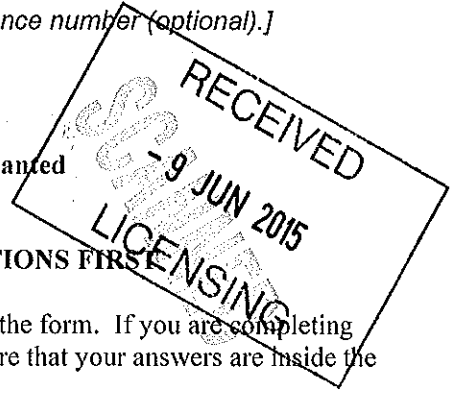 nce number (optional).]
RECEIVED
SCANNED
- 9 JUN 2015
LICENSING
anted
TIONS FIRST
the form.  If you are completing
re that your answers are inside the